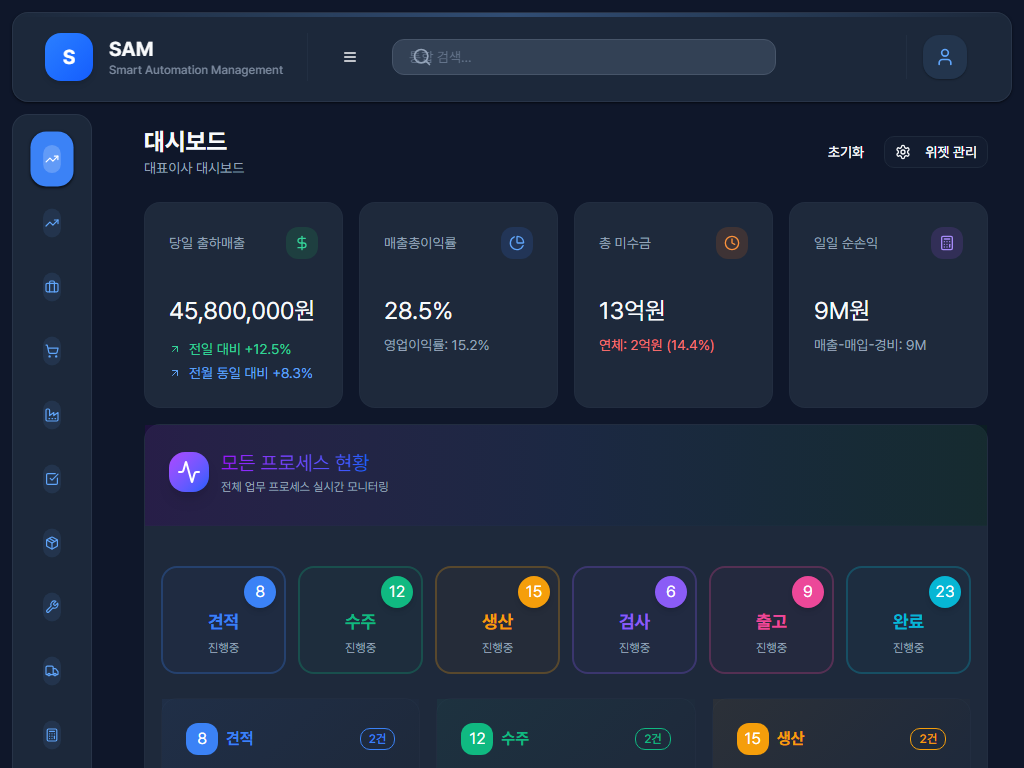 S
SAM
Smart Automation Management
통합 검색...
대시보드
대표이사 대시보드
초기화
위젯 관리
당일 출하매출
45,800,000원
전일 대비 +12.5%
전월 동일 대비 +8.3%
매출총이익률
28.5%
영업이익률: 15.2%
총 미수금
13억원
연체: 2억원 (14.4%)
일일 순손익
9M원
매출-매입-경비: 9M
모든 프로세스 현황
전체 업무 프로세스 실시간 모니터링
8
견적
진행중
12
수주
진행중
15
생산
진행중
6
검사
진행중
9
출고
진행중
23
완료
진행중
8 견적 2건
12 수주 2건
15 생산 2건